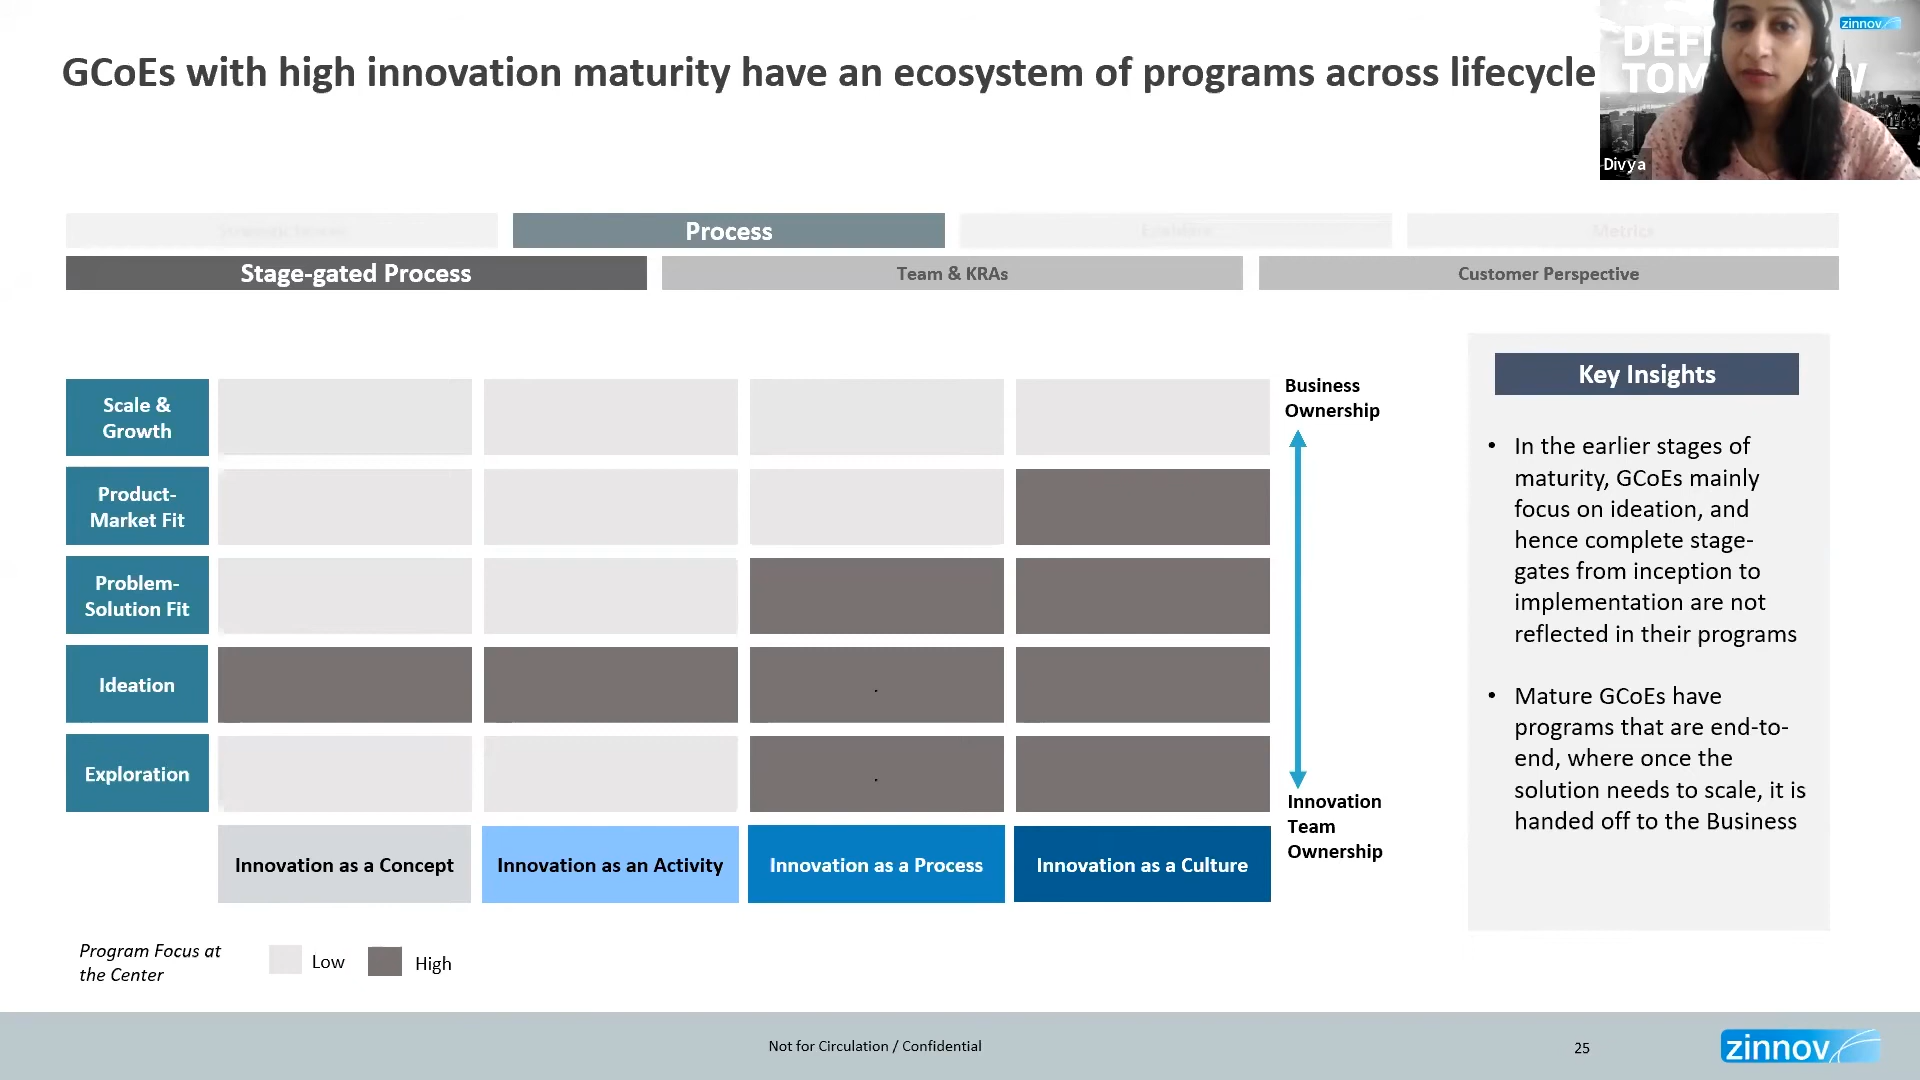 GCoEs with high innovation maturity have an ecosystem of programs across lifecycle
zinnov
DEFI
TOM W
Divya
Process
Metrics
Stage-gated Process
Team & KRAs
Customer Perspective
Scale &
Growth
Product-
Market Fit
Problem-
Solution Fit
Ideation
Exploration
Innovation as a Concept
Innovation as an Activity
Innovation as a Process
Innovation as a Culture
Business
Ownership
Innovation
Team
Ownership
Key Insights
• In the earlier stages of
maturity, GCoEs mainly
focus on ideation, and
hence complete stage-
gates from inception to
implementation are not
reflected in their programs
• Mature GCoEs have
programs that are end-to-
end, where once the
solution needs to scale, it is
handed off to the Business
Program Focus at
the Center
Low
High
Not for Circulation / Confidential
25
zinnov